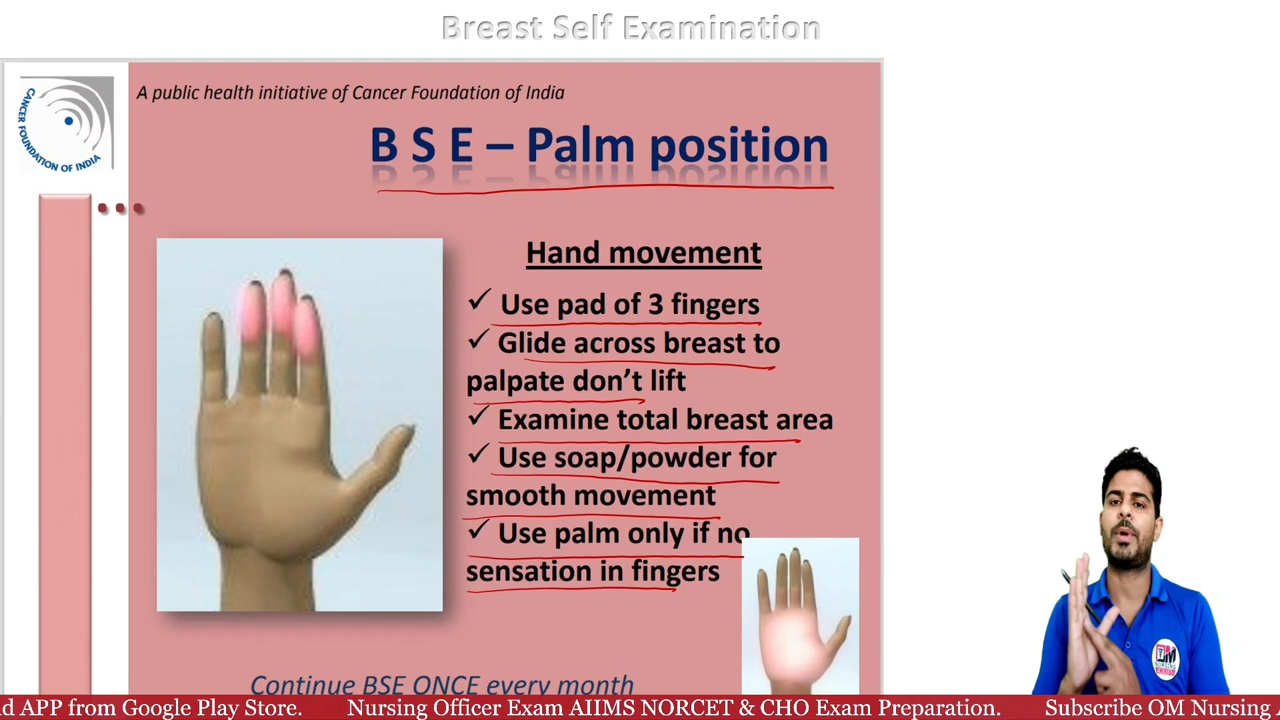 Breast Self Examination
CANCER FOUNDATION OF INDIA
A public health initiative of Cancer Foundation of India
B S E – Palm position
Hand movement
✓ Use pad of 3 fingers
✓ Glide across breast to
palpate don't lift
✓ Examine total breast area
✓ Use soap/powder for
smooth movement
✓ Use palm only if no
sensation in fingers
Continue BSE ONCE every month
d APP from Google Play Store. Nursing Officer Exam AIIMS NORCET & CHO Exam Preparation. Subscribe OM Nursing